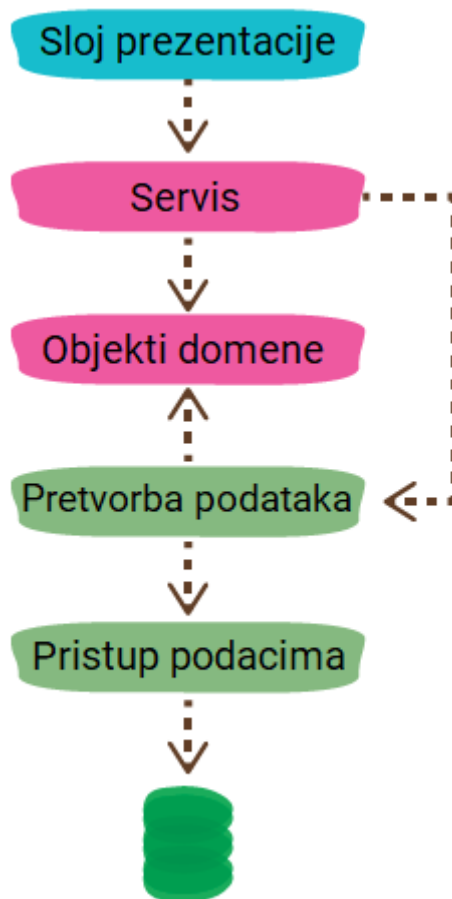 Sloj prezentacije
Servis
Objekti domene
Pretvorba podataka
Pristup podacima